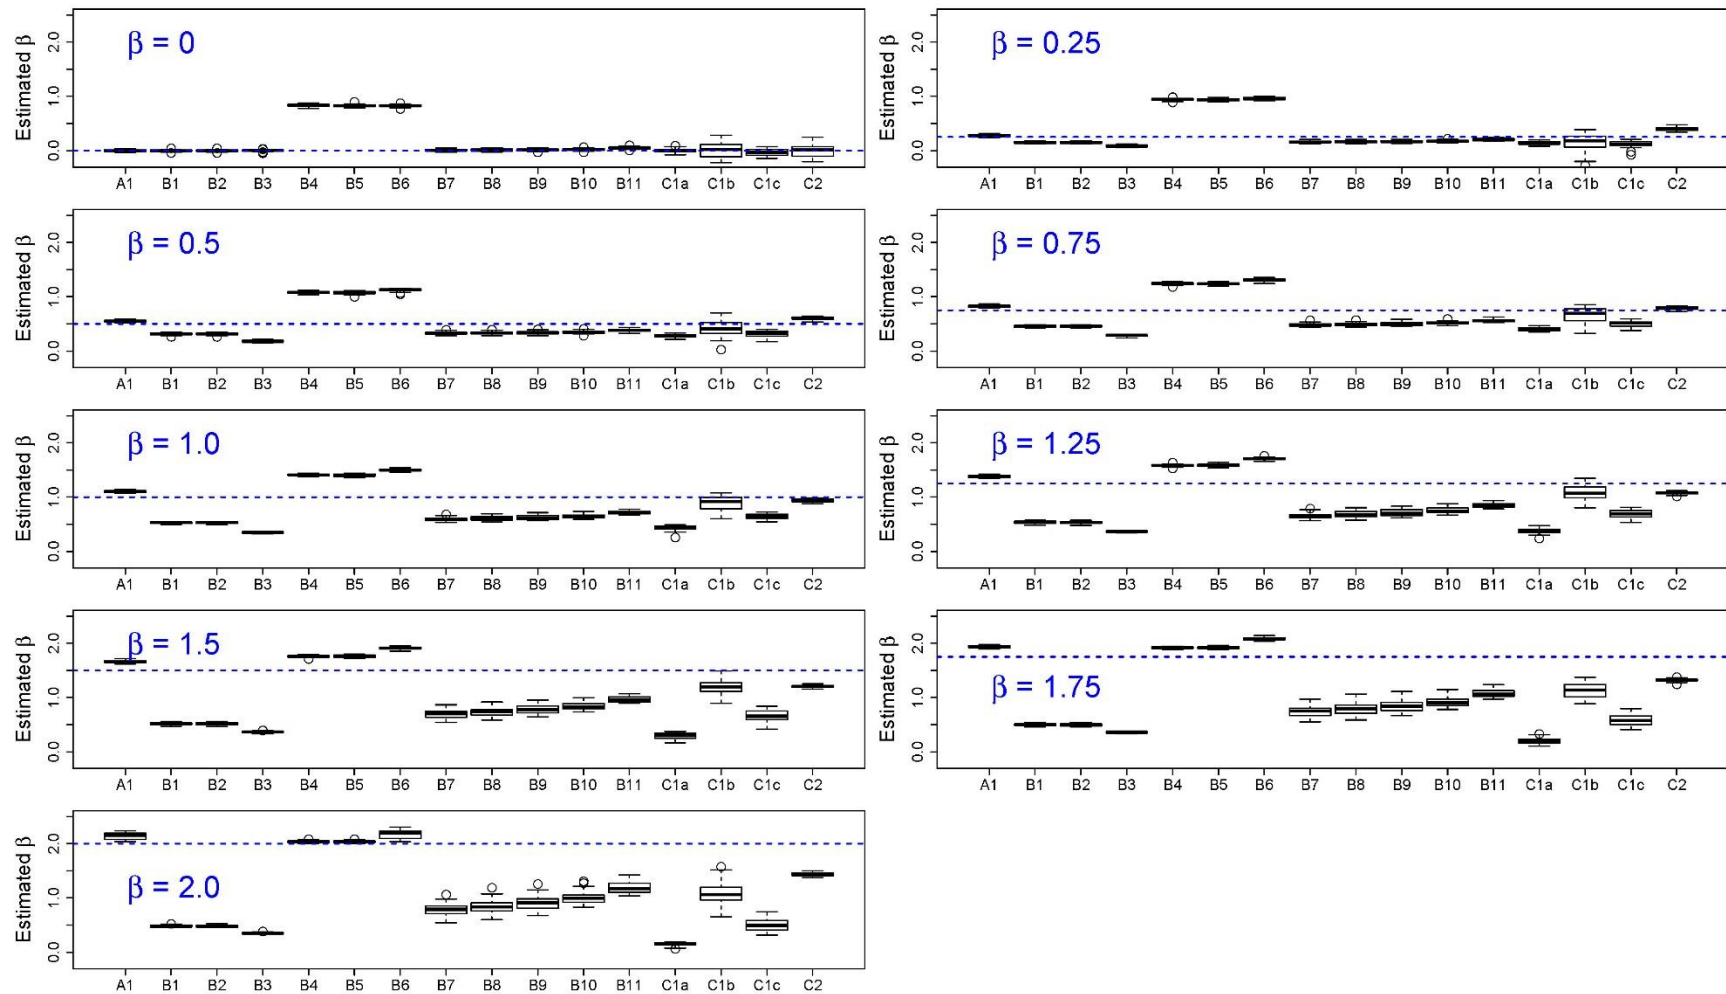 β = 0
Estimated β
0.0 1.0 2.0
A1 B1 B2 B3 B4 B5 B6 B7 B8 B9 B10 B11 C1a C1b C1c C2
β = 0.25
Estimated β
0.0 1.0 2.0
A1 B1 B2 B3 B4 B5 B6 B7 B8 B9 B10 B11 C1a C1b C1c C2
β = 0.5
Estimated β
0.0 1.0 2.0
A1 B1 B2 B3 B4 B5 B6 B7 B8 B9 B10 B11 C1a C1b C1c C2
β = 0.75
Estimated β
0.0 1.0 2.0
A1 B1 B2 B3 B4 B5 B6 B7 B8 B9 B10 B11 C1a C1b C1c C2
β = 1.0
Estimated β
0.0 1.0 2.0
A1 B1 B2 B3 B4 B5 B6 B7 B8 B9 B10 B11 C1a C1b C1c C2
β = 1.25
Estimated β
0.0 1.0 2.0
A1 B1 B2 B3 B4 B5 B6 B7 B8 B9 B10 B11 C1a C1b C1c C2
β = 1.5
Estimated β
0.0 1.0 2.0
A1 B1 B2 B3 B4 B5 B6 B7 B8 B9 B10 B11 C1a C1b C1c C2
β = 1.75
Estimated β
0.0 1.0 2.0
A1 B1 B2 B3 B4 B5 B6 B7 B8 B9 B10 B11 C1a C1b C1c C2
β = 2.0
Estimated β
0.0 1.0 2.0
A1 B1 B2 B3 B4 B5 B6 B7 B8 B9 B10 B11 C1a C1b C1c C2